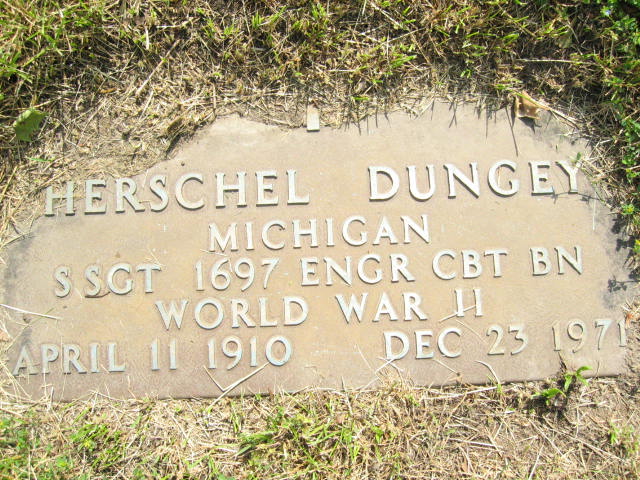 HERSCHEL DUNGEY
MICHIGAN
S SGT 1697 ENGR CBT BN
WORLD WAR II
APRIL 11 1910 DEC 23 1971